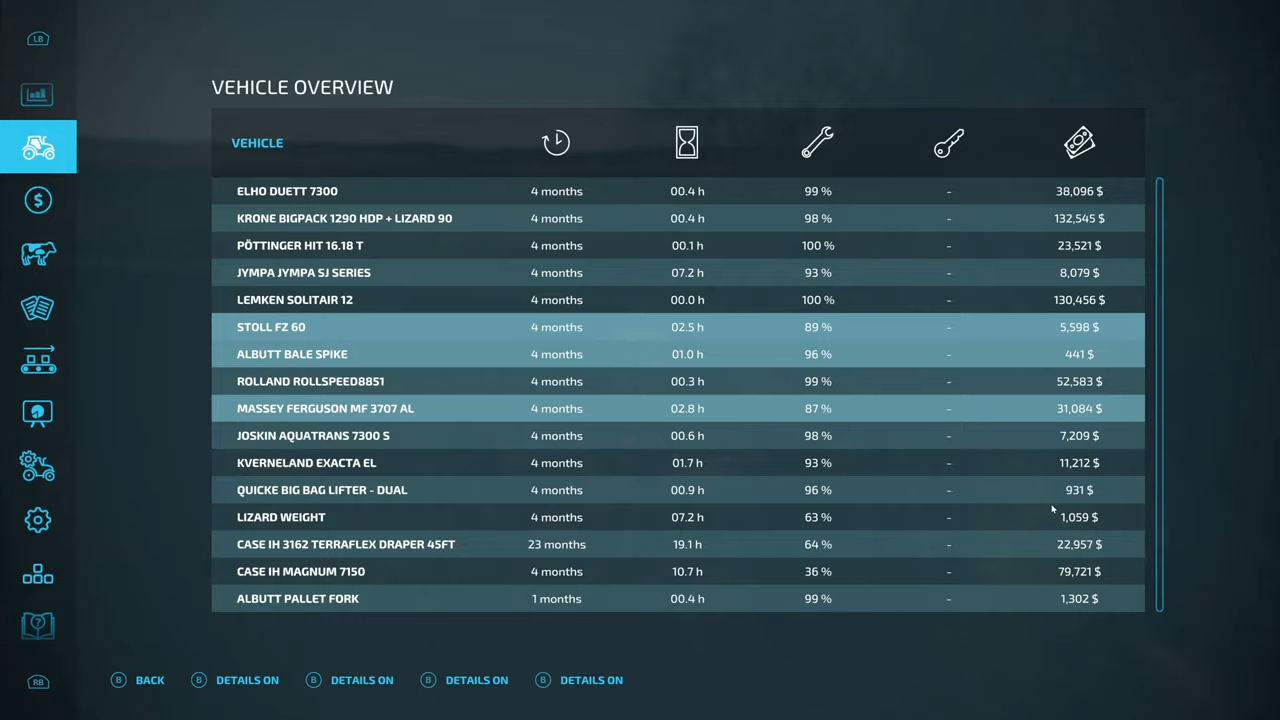 LB
VEHICLE OVERVIEW
VEHICLE
ELHO DUETT 7300 4 months 00.4 h 99 % - 38,096 $
KRONE BIGPACK 1290 HDP + LIZARD 90 4 months 00.4 h 98 % - 132,545 $
PÖTTINGER HIT 16.18 T 4 months 00.1 h 100 % - 23,521 $
JYMPA JYMPA SJ SERIES 4 months 07.2 h 93 % - 8,079 $
LEMKEN SOLITAIR 12 4 months 00.0 h 100 % - 130,456 $
STOLL FZ 60 4 months 02.5 h 89 % - 5,598 $
ALBUTT BALE SPIKE 4 months 01.0 h 96 % - 441 $
ROLLAND ROLLSPEED8851 4 months 00.3 h 99 % - 52,583 $
MASSEY FERGUSON MF 3707 AL 4 months 02.8 h 87 % - 31,084 $
JOSKIN AQUATRANS 7300 S 4 months 00.6 h 98 % - 7,209 $
KVERNELAND EXACTA EL 4 months 01.7 h 93 % - 11,212 $
QUICKE BIG BAG LIFTER - DUAL 4 months 00.9 h 96 % - 931 $
LIZARD WEIGHT 4 months 07.2 h 63 % - 1,059 $
CASE IH 3162 TERRAFLEX DRAPER 45FT 23 months 19.1 h 64 % - 22,957 $
CASE IH MAGNUM 7150 4 months 10.7 h 36 % - 79,721 $
ALBUTT PALLET FORK 1 months 00.4 h 99 % - 1,302 $
RB
B BACK B DETAILS ON B DETAILS ON B DETAILS ON B DETAILS ON